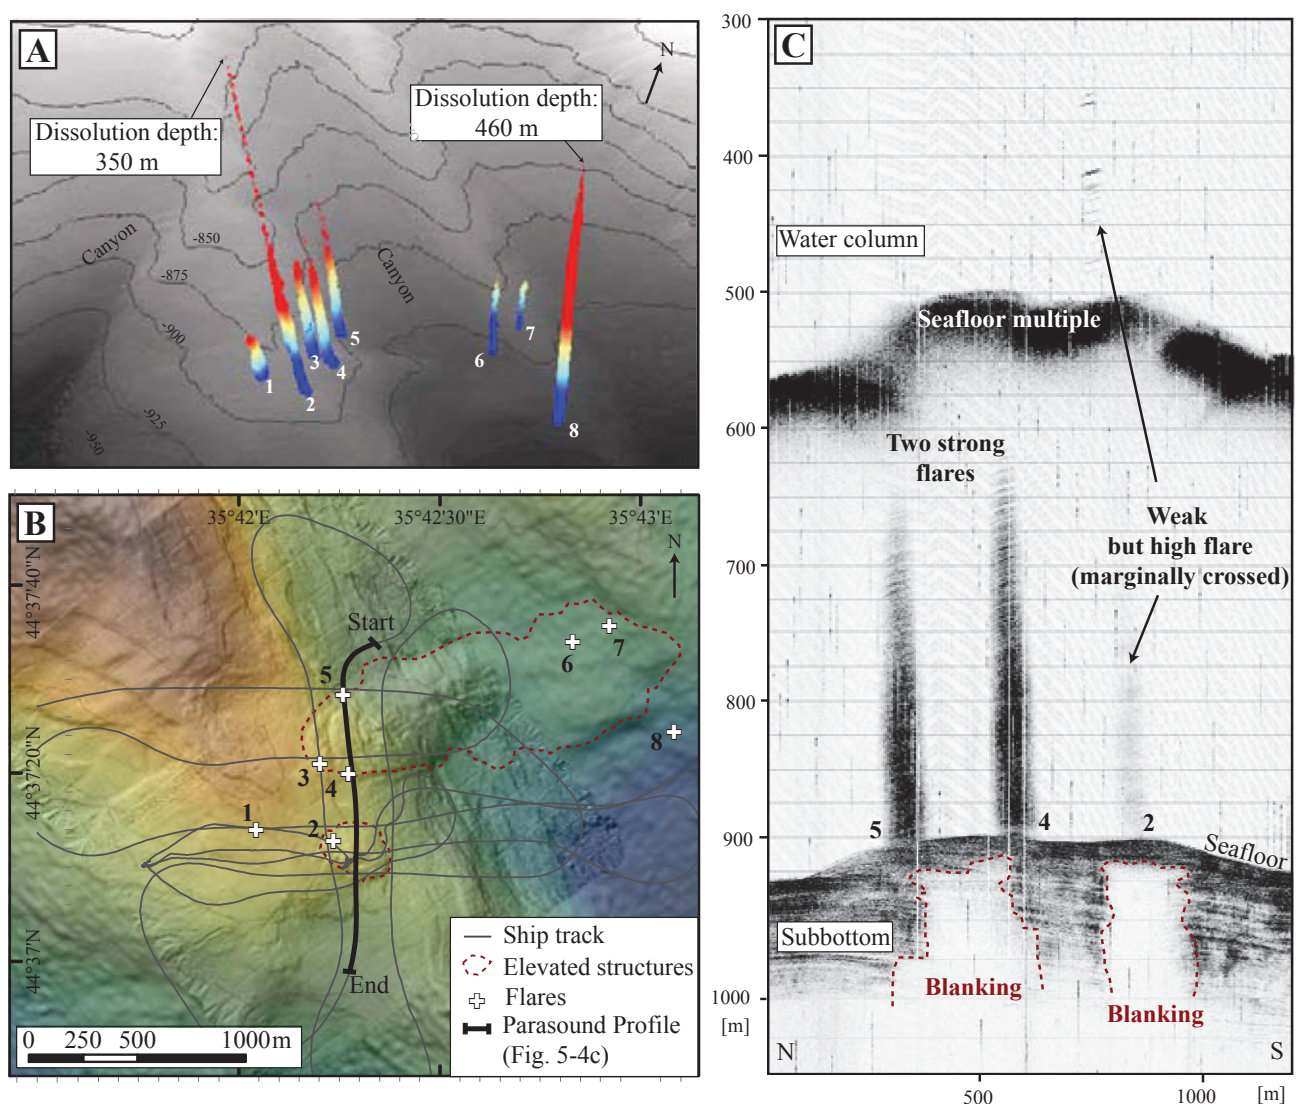 A
N
Dissolution depth:
350 m
Dissolution depth:
460 m
Canyon
-850
-875
-900
-925
-950
Canyon
1
2
3
4
5
6
7
8
B
35°42'E
35°42'30"E
35°43'E
N
44°37'40"N
44°37'20"N
44°37'N
Start
5
6
7
8
3
4
1
2
End
Ship track
Elevated structures
Flares
Parasound Profile
(Fig. 5-4c)
0
250
500
1000m
C
300
400
500
600
700
800
900
1000
[m]
Water column
Seafloor multiple
Two strong
flares
Weak
but high flare
(marginally crossed)
5
4
2
Seafloor
Subbottom
Blanking
Blanking
N
S
500
1000
[m]